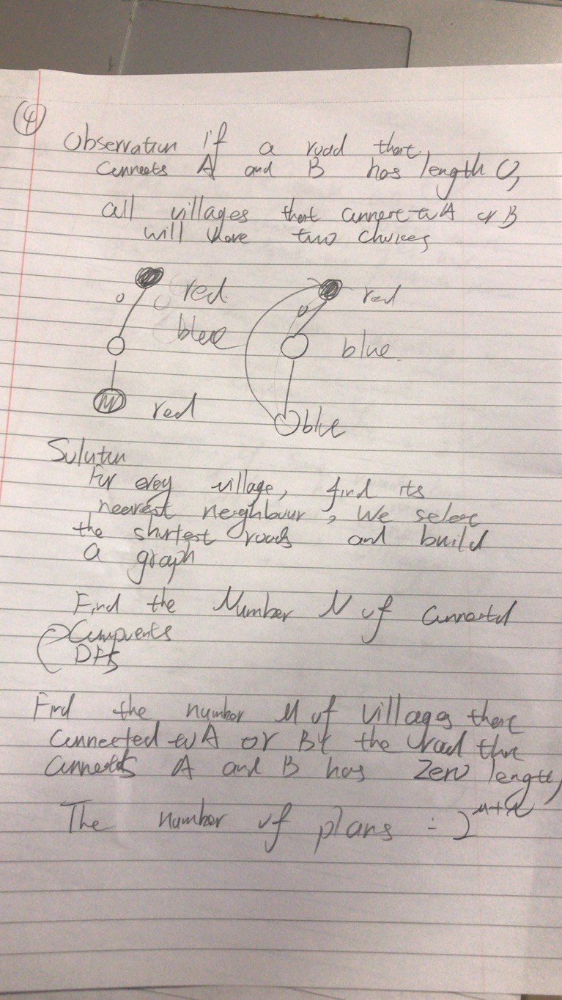 ④
Observation If a road that
connects A and B has length 0,
all villages that connect to A or B
will have two choices
0 red
blue
red
0 red
blue
blue
Solution
For every village, find its
nearest neighbour, We select
the shortest roads and build
a graph
Find the Number N of connected
Components
DFS
Find the number M of villages that
connected to A or B & the road that
connects A and B has zero length,
The number of plans = 2^M+N